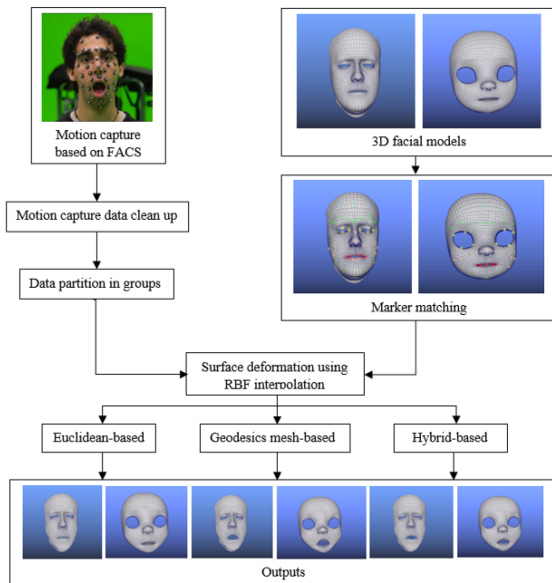 Motion capture
based on FACS
3D facial models
Motion capture data clean up
Data partition in groups
Marker matching
Surface deformation using
RBF interpolation
Euclidean-based
Geodesics mesh-based
Hybrid-based
Outputs